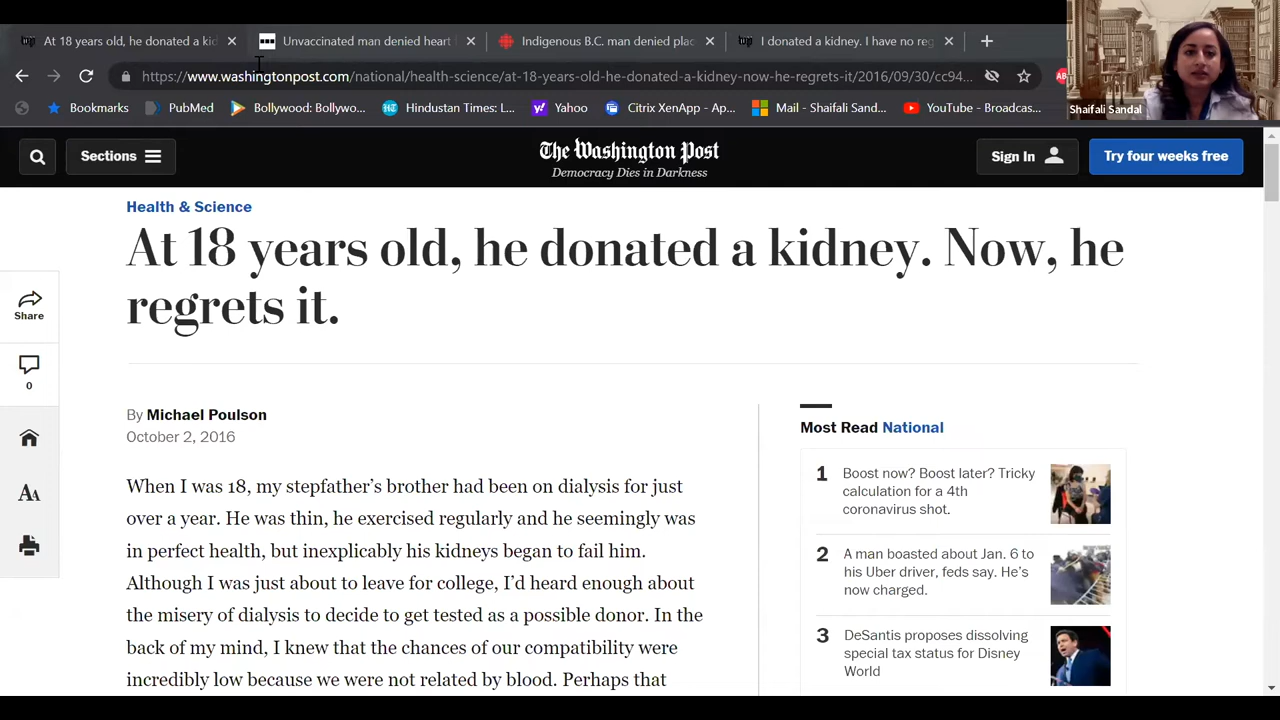 At 18 years old, he donated a kid
Unvaccinated man denied heart
Indigenous B.C. man denied plac
I donated a kidney. I have no reg
https://www.washingtonpost.com/national/health-science/at-18-years-old-he-donated-a-kidney-now-he-regrets-it/2016/09/30/cc94...
AB
Shaifali Sandal
Bookmarks
PubMed
Bollywood: Bollywo...
Hindustan Times: L...
Yahoo
Citrix XenApp - Ap...
Mail - Shaifali Sand...
YouTube - Broadcas...
Sections
The Washington Post
Democracy Dies in Darkness
Sign In
Try four weeks free
Health & Science
At 18 years old, he donated a kidney. Now, he
regrets it.
Share
0
By Michael Poulson
October 2, 2016
When I was 18, my stepfather's brother had been on dialysis for just
over a year. He was thin, he exercised regularly and he seemingly was
in perfect health, but inexplicably his kidneys began to fail him.
Although I was just about to leave for college, I'd heard enough about
the misery of dialysis to decide to get tested as a possible donor. In the
back of my mind, I knew that the chances of our compatibility were
incredibly low because we were not related by blood. Perhaps that
AA
Most Read National
1
Boost now? Boost later? Tricky
calculation for a 4th
coronavirus shot.
2
A man boasted about Jan. 6 to
his Uber driver, feds say. He's
now charged.
3
DeSantis proposes dissolving
special tax status for Disney
World